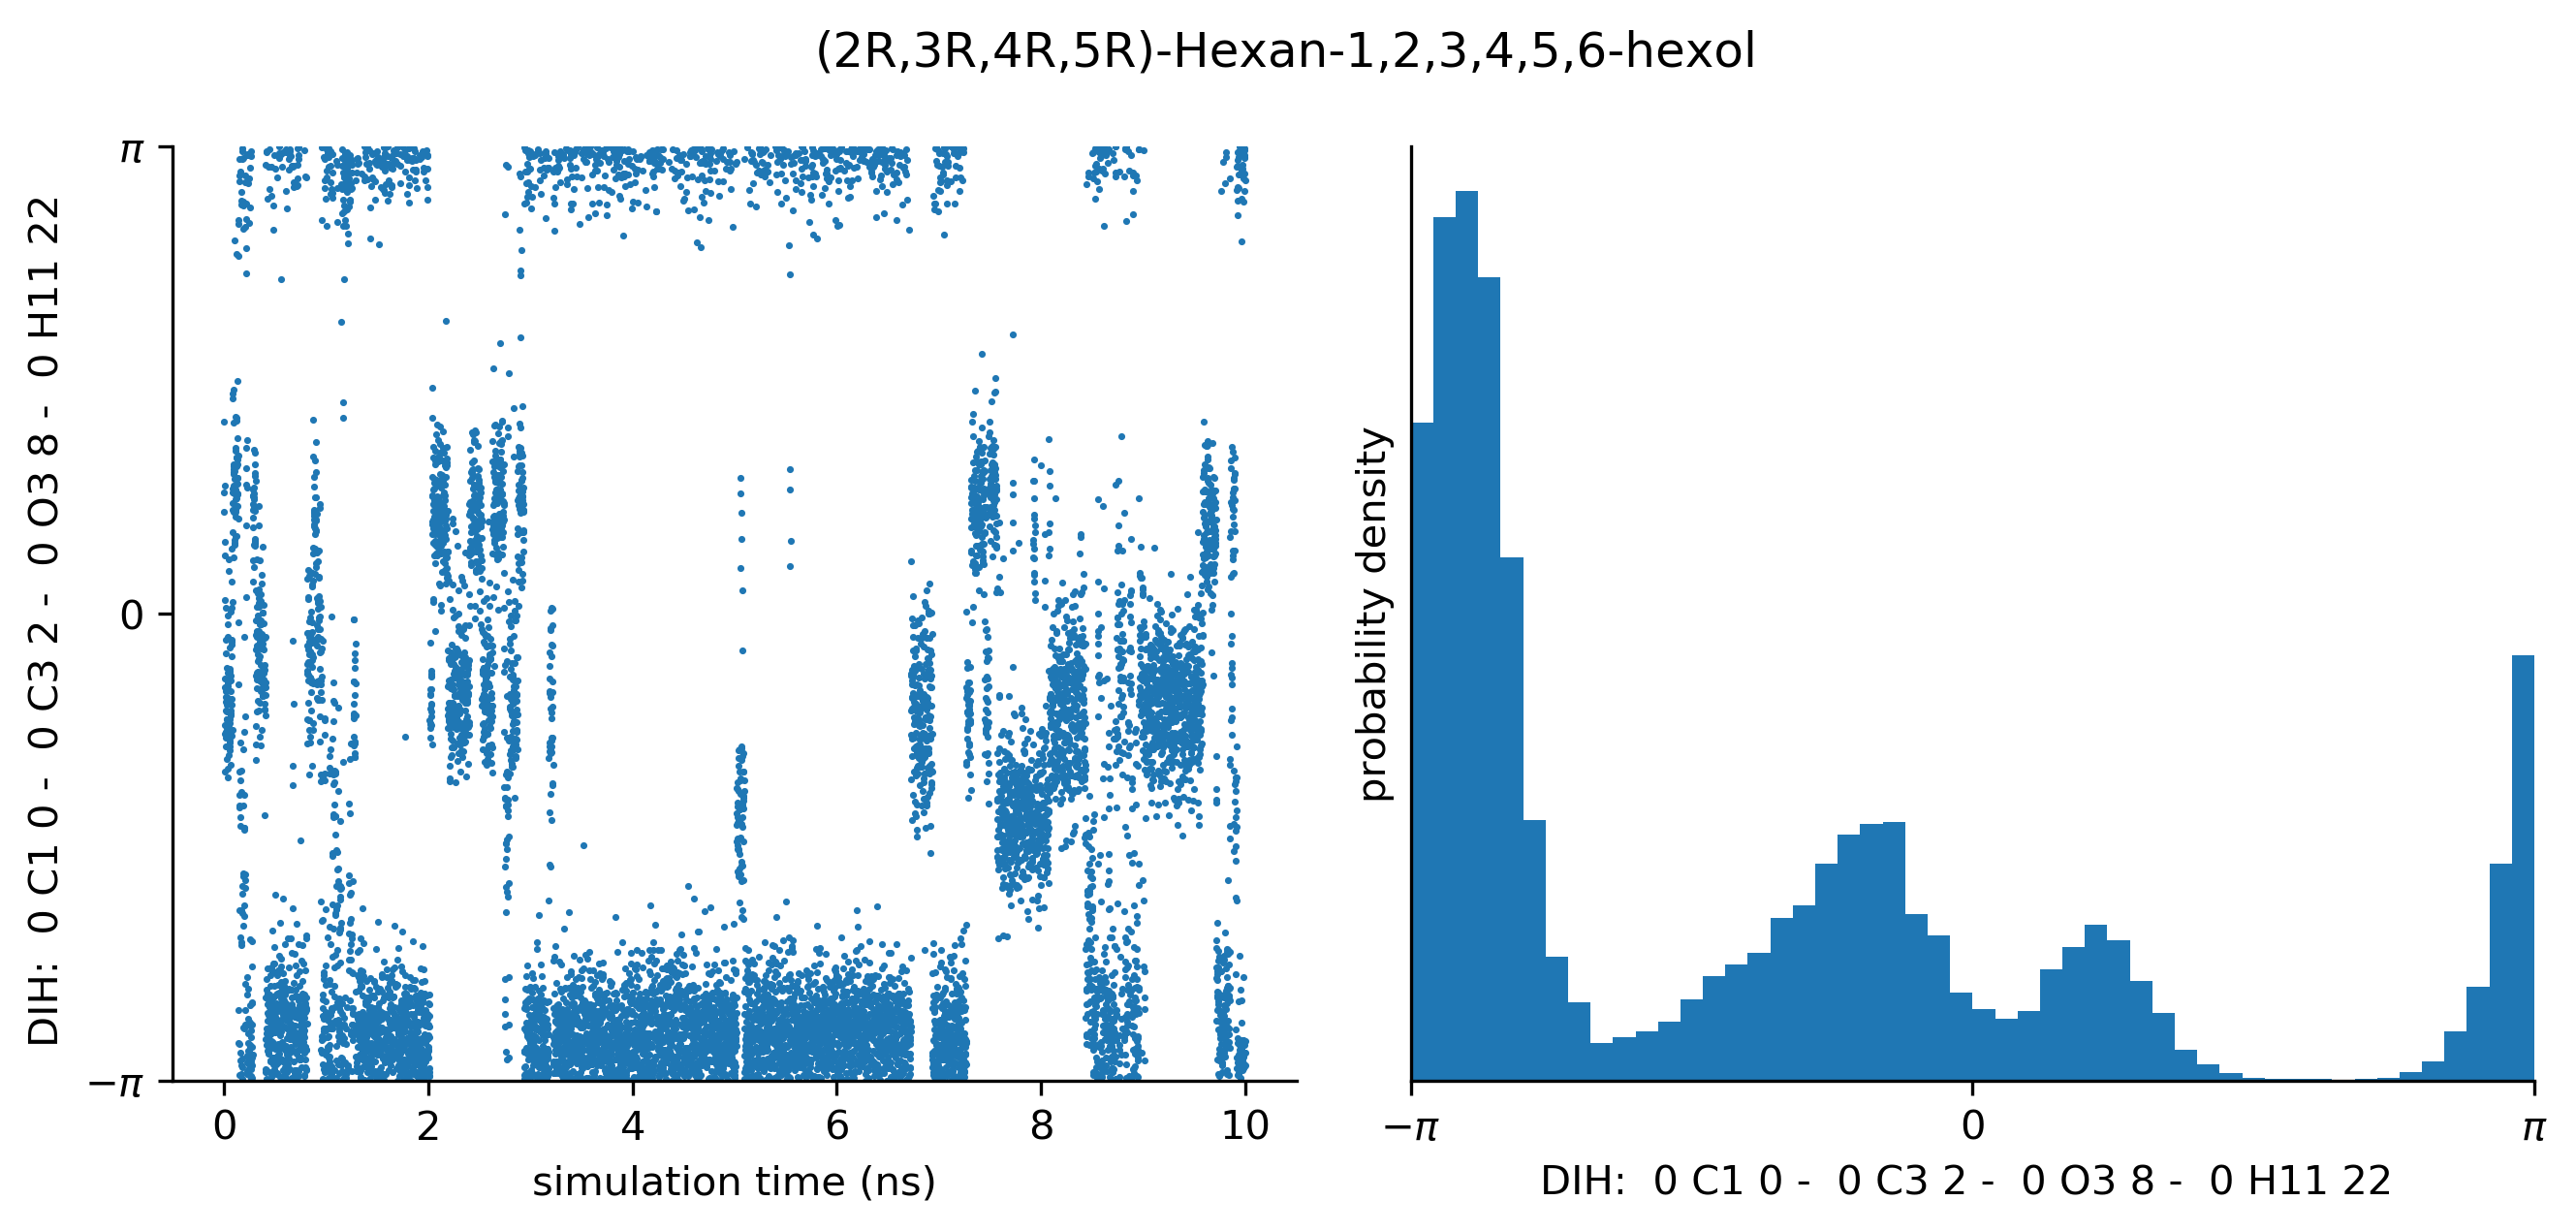 (2R,3R,4R,5R)-Hexan-1,2,3,4,5,6-hexol
DIH:  0 C1 0 -  0 C3 2 -  0 O3 8 -  0 H11 22
π
0
−π
0 2 4 6 8 10
simulation time (ns)
probability density
−π 0 π
DIH:  0 C1 0 -  0 C3 2 -  0 O3 8 -  0 H11 22